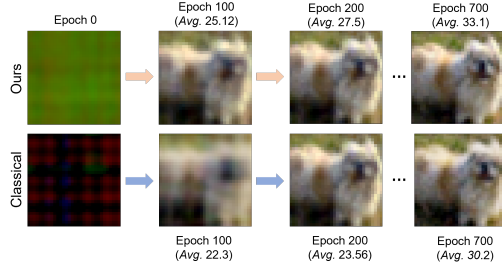 Epoch 0
Epoch 100
(Avg. 25.12)
Epoch 200
(Avg. 27.5)
Epoch 700
(Avg. 33.1)
Ours
...
Classical
...
Epoch 100
(Avg. 22.3)
Epoch 200
(Avg. 23.56)
Epoch 700
(Avg. 30.2)